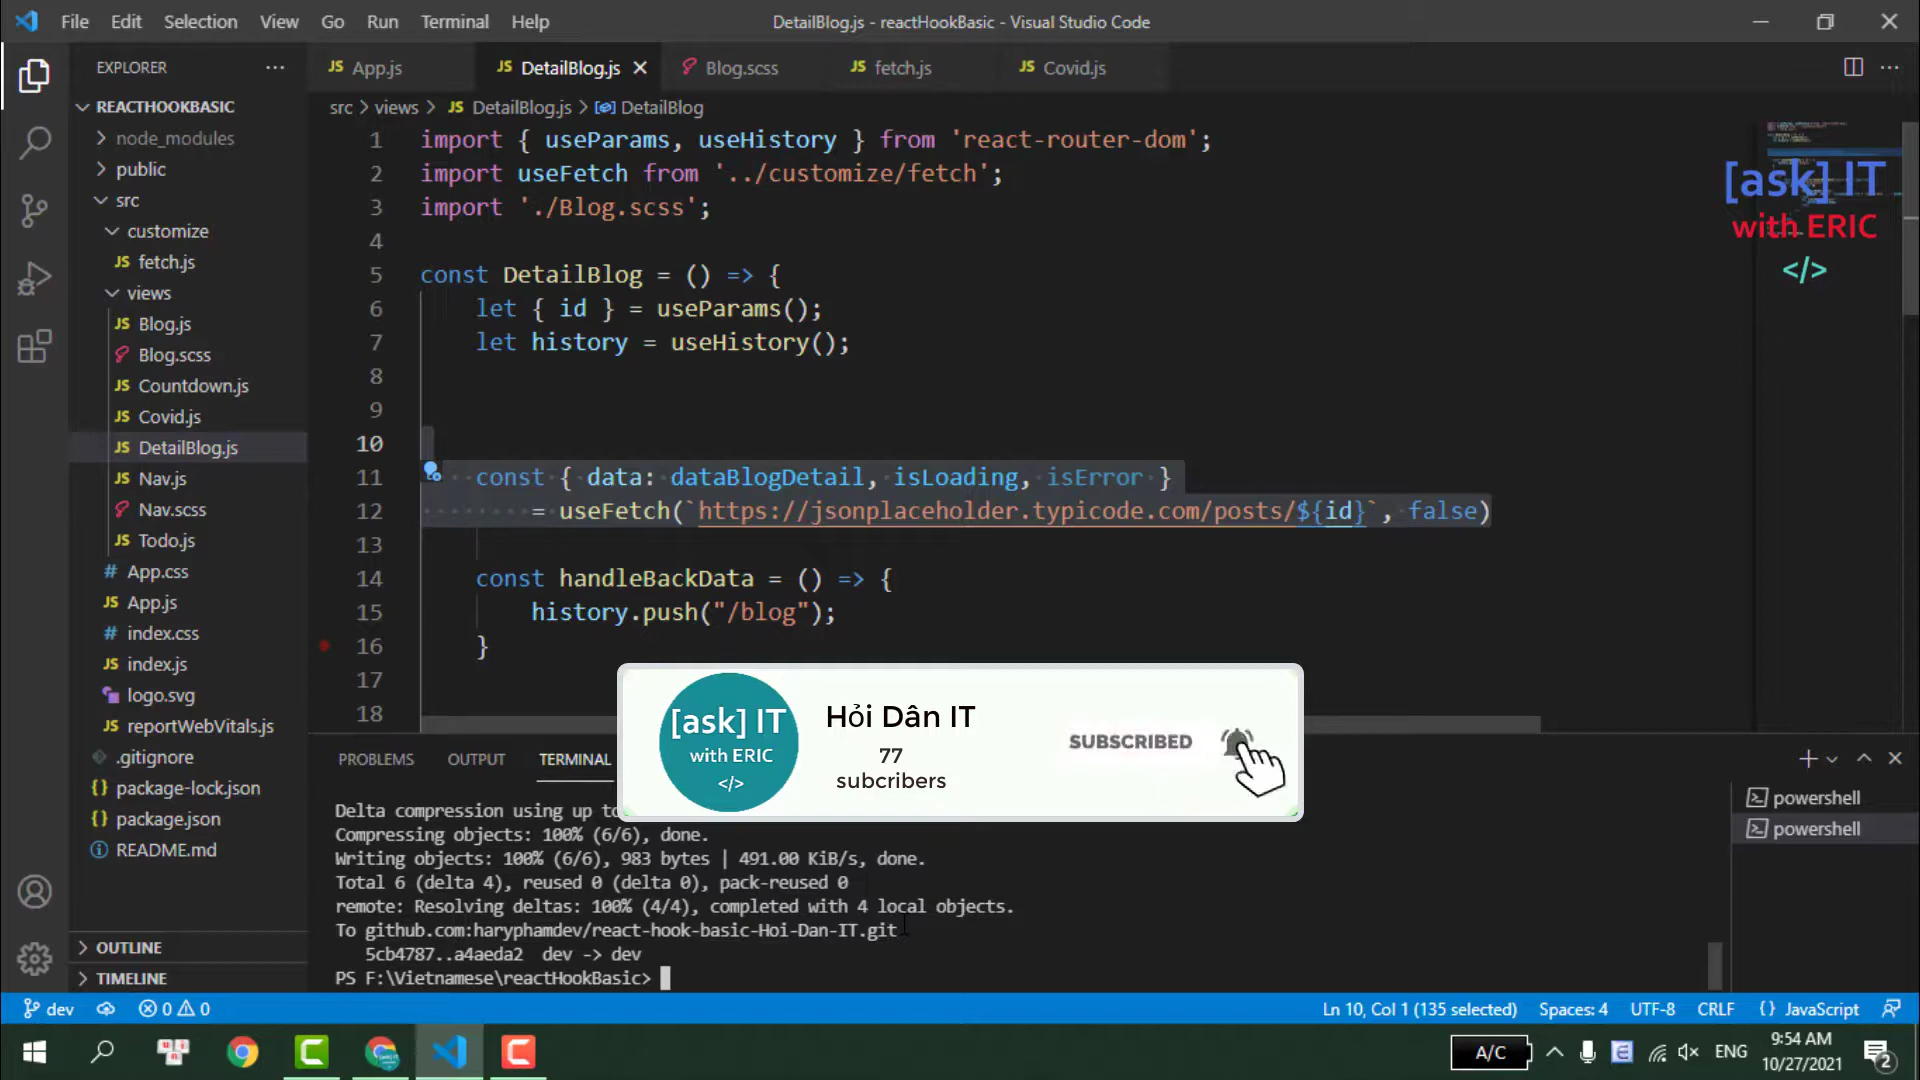 File Edit Selection View Go Run Terminal Help
DetailBlog.js - reactHookBasic - Visual Studio Code
EXPLORER
REACTHOOKBASIC
node_modules
public
src
customize
JS fetch.js
views
JS Blog.js
Blog.scss
JS Countdown.js
JS Covid.js
JS DetailBlog.js
JS Nav.js
Nav.scss
JS Todo.js
# App.css
JS App.js
# index.css
JS index.js
logo.svg
JS reportWebVitals.js
.gitignore
{} package-lock.json
{} package.json
README.md
OUTLINE
TIMELINE
JS App.js
JS DetailBlog.js
Blog.scss
JS fetch.js
JS Covid.js
src > views > JS DetailBlog.js > DetailBlog
1 import { useParams, useHistory } from 'react-router-dom';
2 import useFetch from '../customize/fetch';
3 import './Blog.scss';
4
5 const DetailBlog = () => {
6 let { id } = useParams();
7 let history = useHistory();
8
9
10
11 const { data: dataBlogDetail, isLoading, isError }
12 = useFetch(`https://jsonplaceholder.typicode.com/posts/${id}`, false)
13
14 const handleBackData = () => {
15 history.push("/blog");
16 }
17
18
[ask] IT
with ERIC
</>
[ask] IT
with ERIC
</>
Hỏi Dân IT
77
subcribers
SUBSCRIBED
PROBLEMS OUTPUT TERMINAL
Delta compression using up to
Compressing objects: 100% (6/6), done.
Writing objects: 100% (6/6), 983 bytes | 491.00 KiB/s, done.
Total 6 (delta 4), reused 0 (delta 0), pack-reused 0
remote: Resolving deltas: 100% (4/4), completed with 4 local objects.
To github.com:haryphamdev/react-hook-basic-Hoi-Dan-IT.git
5cb4787..a4aeda2 dev -> dev
PS F:\Vietnamese\reactHookBasic>
powershell
powershell
dev
0 0
Ln 10, Col 1 (135 selected)
Spaces: 4
UTF-8
CRLF
{} JavaScript
A/C
ENG
9:54 AM
10/27/2021
2